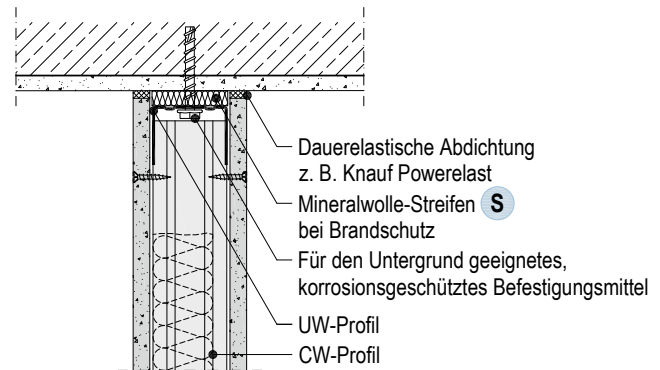 Dauerelastische Abdichtung
z. B. Knauf Powerelast
Mineralwolle-Streifen S
bei Brandschutz
Für den Untergrund geeignetes,
korrosionsgeschütztes Befestigungsmittel
UW-Profil
CW-Profil